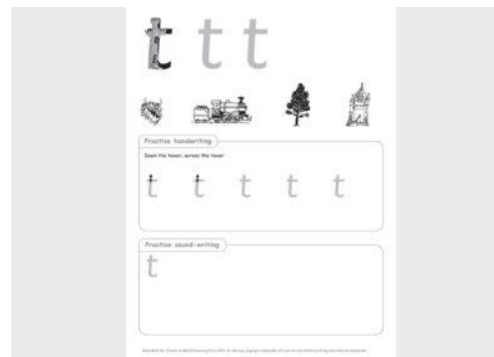 t t t
Practise handwriting
Down the tower, across the tower
t t t t t
Practise sound-writing
t